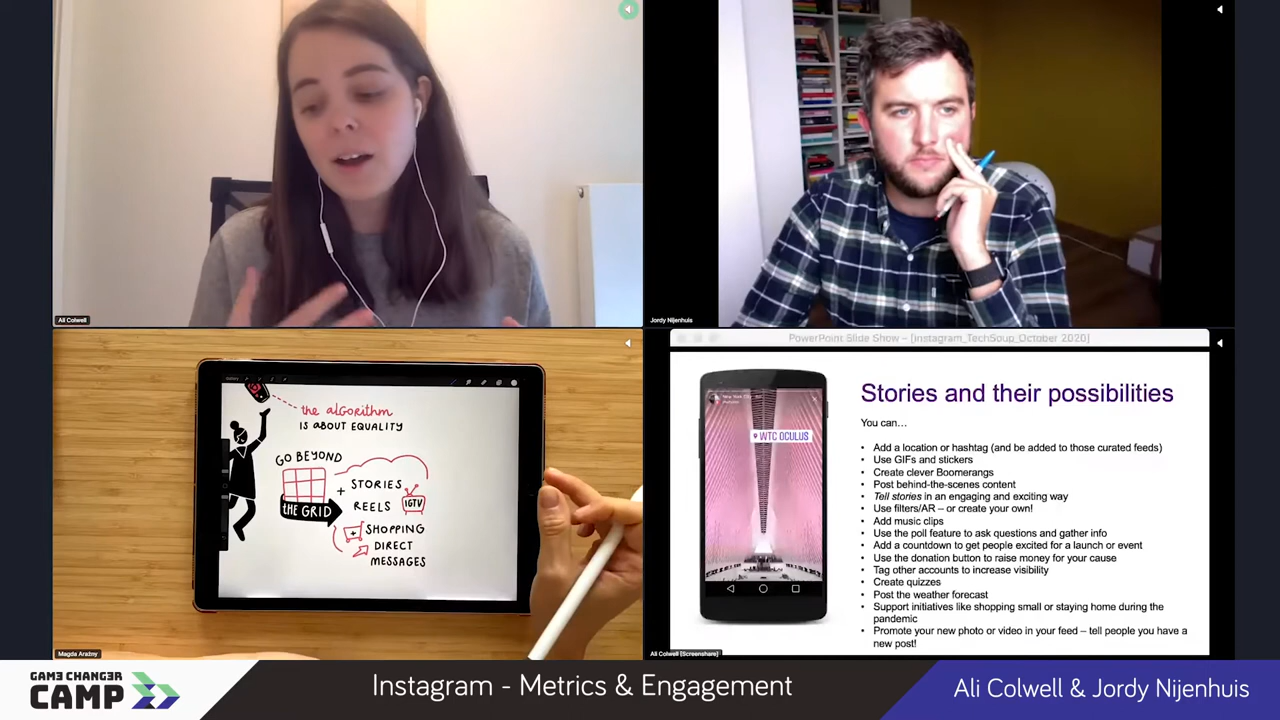 Ali Colwell
Jordy Nijenhuis
the algorithm
IS ABOUT EQUALITY
GO BEYOND
the GRID
+ STORIES
REELS
IGTV
+ SHOPPING
DIRECT
MESSAGES
Magda Arażny
PowerPoint Slide Show – [Instagram_TechSoup_October 2020]
WTC OCULUS
Stories and their possibilities
You can…
• Add a location or hashtag (and be added to those curated feeds)
• Use GIFs and stickers
• Create clever Boomerangs
• Post behind-the-scenes content
• Tell stories in an engaging and exciting way
• Use filters/AR – or create your own!
• Add music clips
• Use the poll feature to ask questions and gather info
• Add a countdown to get people excited for a launch or event
• Use the donation button to raise money for your cause
• Tag other accounts to increase visibility
• Create quizzes
• Post the weather forecast
• Support initiatives like shopping small or staying home during the
pandemic
• Promote your new photo or video in your feed – tell people you have a
new post!
Ali Colwell [Screenshare]
GAME CHANGER
CAMP
Instagram - Metrics & Engagement
Ali Colwell & Jordy Nijenhuis